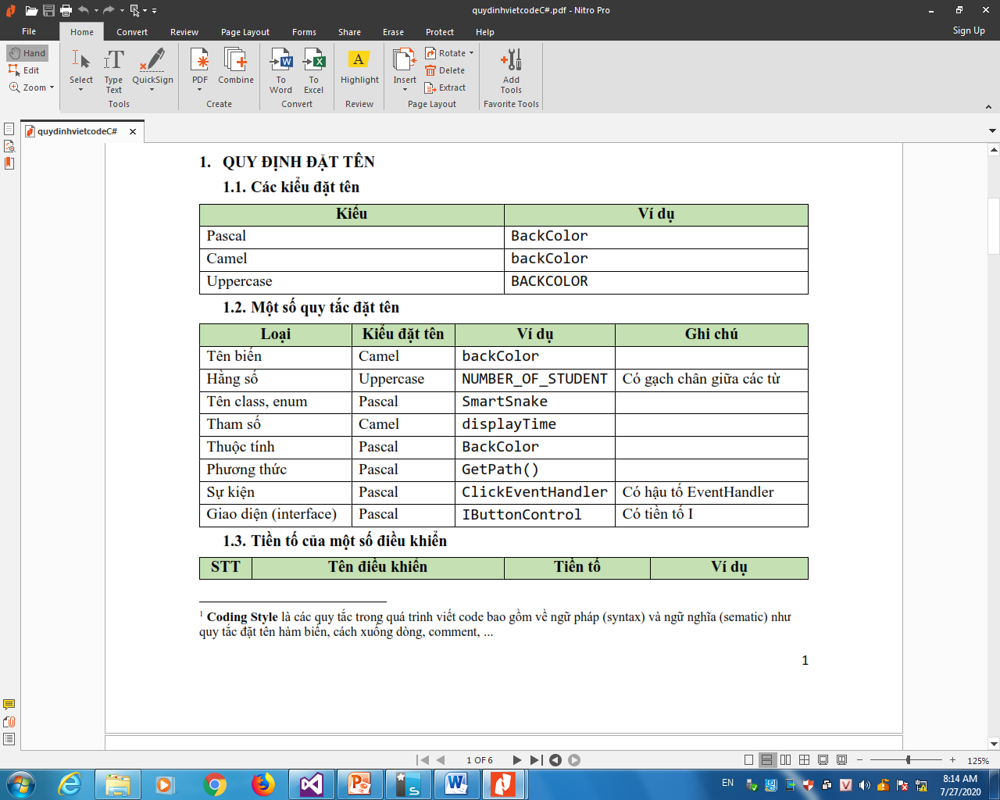 quydinhvietcodeC#.pdf - Nitro Pro
File Home Convert Review Page Layout Forms Share Erase Protect Help Sign Up
Hand
Edit
Zoom
Select
Type Text
QuickSign
Tools
PDF
Combine
Create
To Word
To Excel
Convert
Highlight
Review
Insert
Rotate
Delete
Extract
Page Layout
Add Tools
Favorite Tools
quydinhvietcodeC#
1. QUY ĐỊNH ĐẶT TÊN
1.1. Các kiểu đặt tên
Kiểu Ví dụ
Pascal BackColor
Camel backColor
Uppercase BACKCOLOR
1.2. Một số quy tắc đặt tên
Loại Kiểu đặt tên Ví dụ Ghi chú
Tên biến Camel backColor
Hằng số Uppercase NUMBER_OF_STUDENT Có gạch chân giữa các từ
Tên class, enum Pascal SmartSnake
Tham số Camel displayTime
Thuộc tính Pascal BackColor
Phương thức Pascal GetPath()
Sự kiện Pascal ClickEventHandler Có hậu tố EventHandler
Giao diện (interface) Pascal IButtonControl Có tiền tố I
1.3. Tiền tố của một số điều khiển
STT Tên điều khiển Tiền tố Ví dụ
1 Coding Style là các quy tắc trong quá trình viết code bao gồm về ngữ pháp (syntax) và ngữ nghĩa (sematic) như
quy tắc đặt tên hàm biến, cách xuống dòng, comment, ...
1
1 OF 6
125%
EN
8:14 AM
7/27/2020